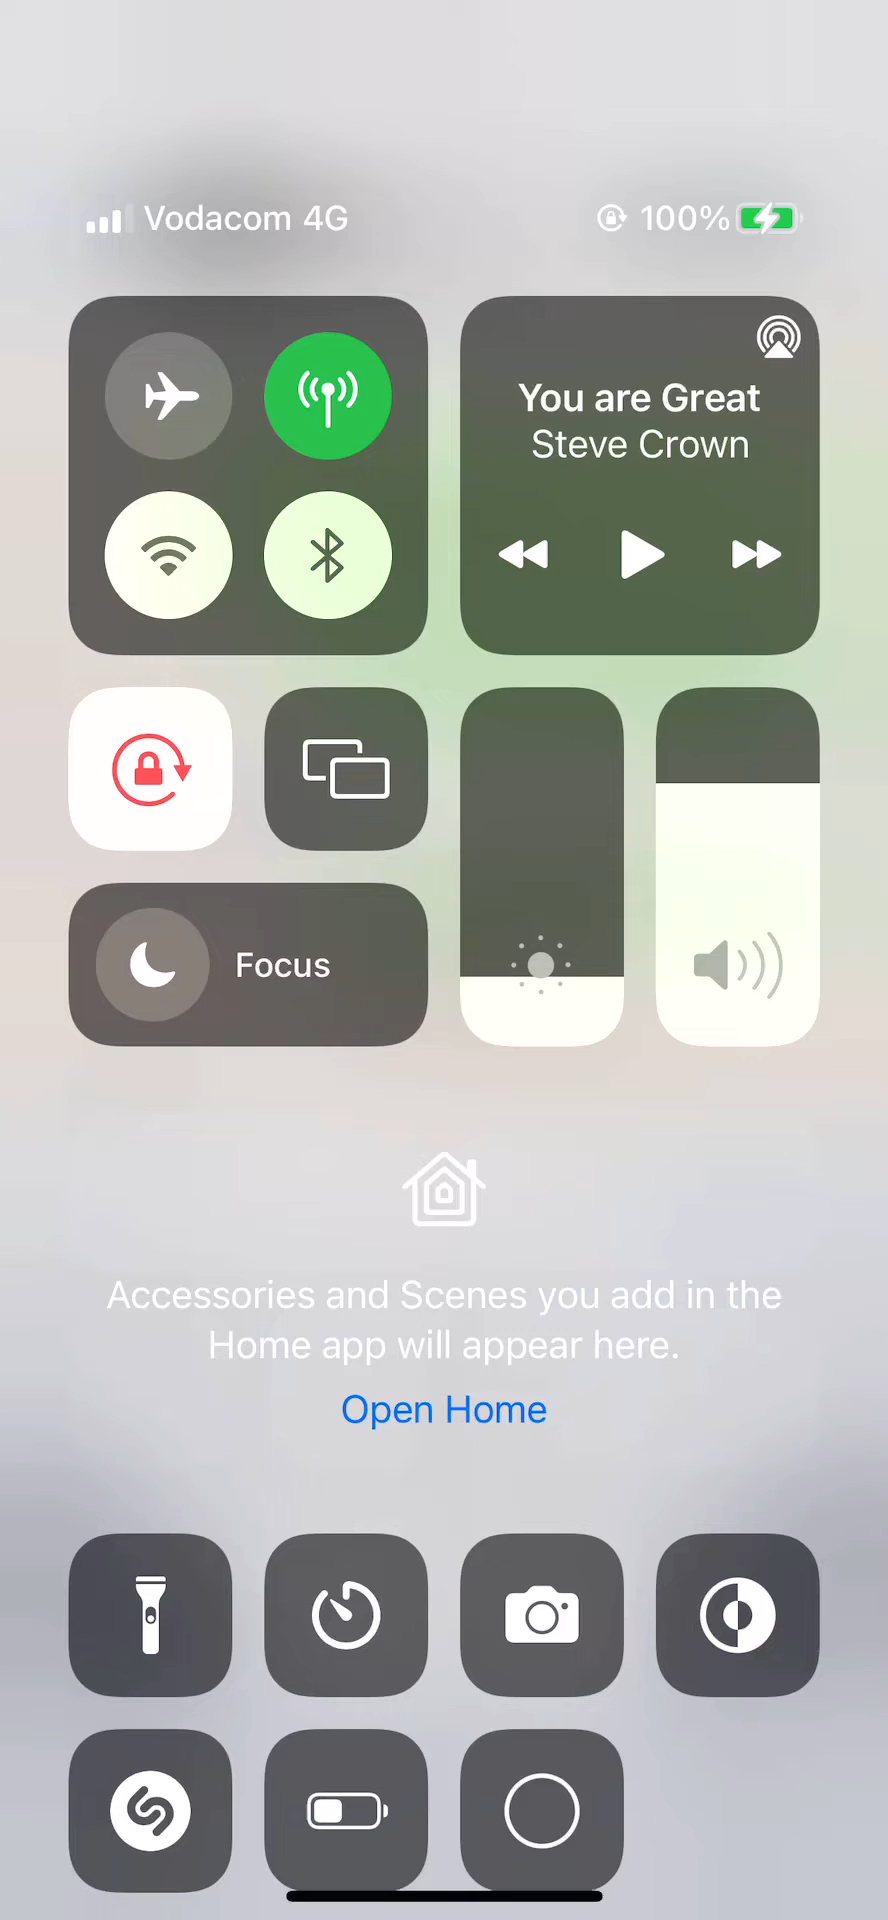 Vodacom 4G 100%
You are Great
Steve Crown
Focus
Accessories and Scenes you add in the
Home app will appear here.
Open Home